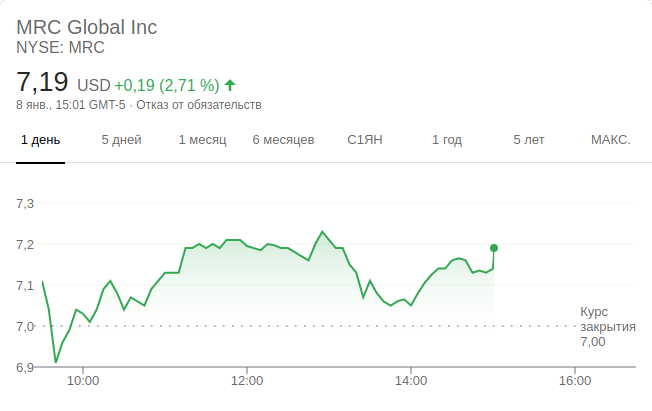 MRC Global Inc
NYSE: MRC
7,19 USD +0,19 (2,71 %)
8 янв., 15:01 GMT-5 · Отказ от обязательств
1 день 5 дней 1 месяц 6 месяцев С1ЯН 1 год 5 лет МАКС.
7,3
7,2
7,1
Курс
7,0 закрытия
7,00
6,9
10:00 12:00 14:00 16:00